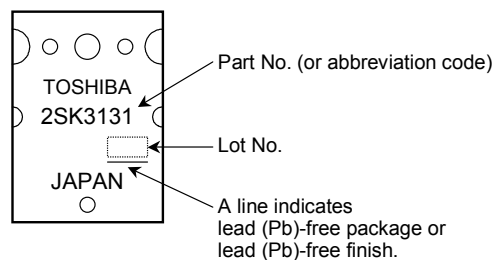 TOSHIBA
2SK3131
JAPAN
Part No. (or abbreviation code)
Lot No.
A line indicates
lead (Pb)-free package or
lead (Pb)-free finish.